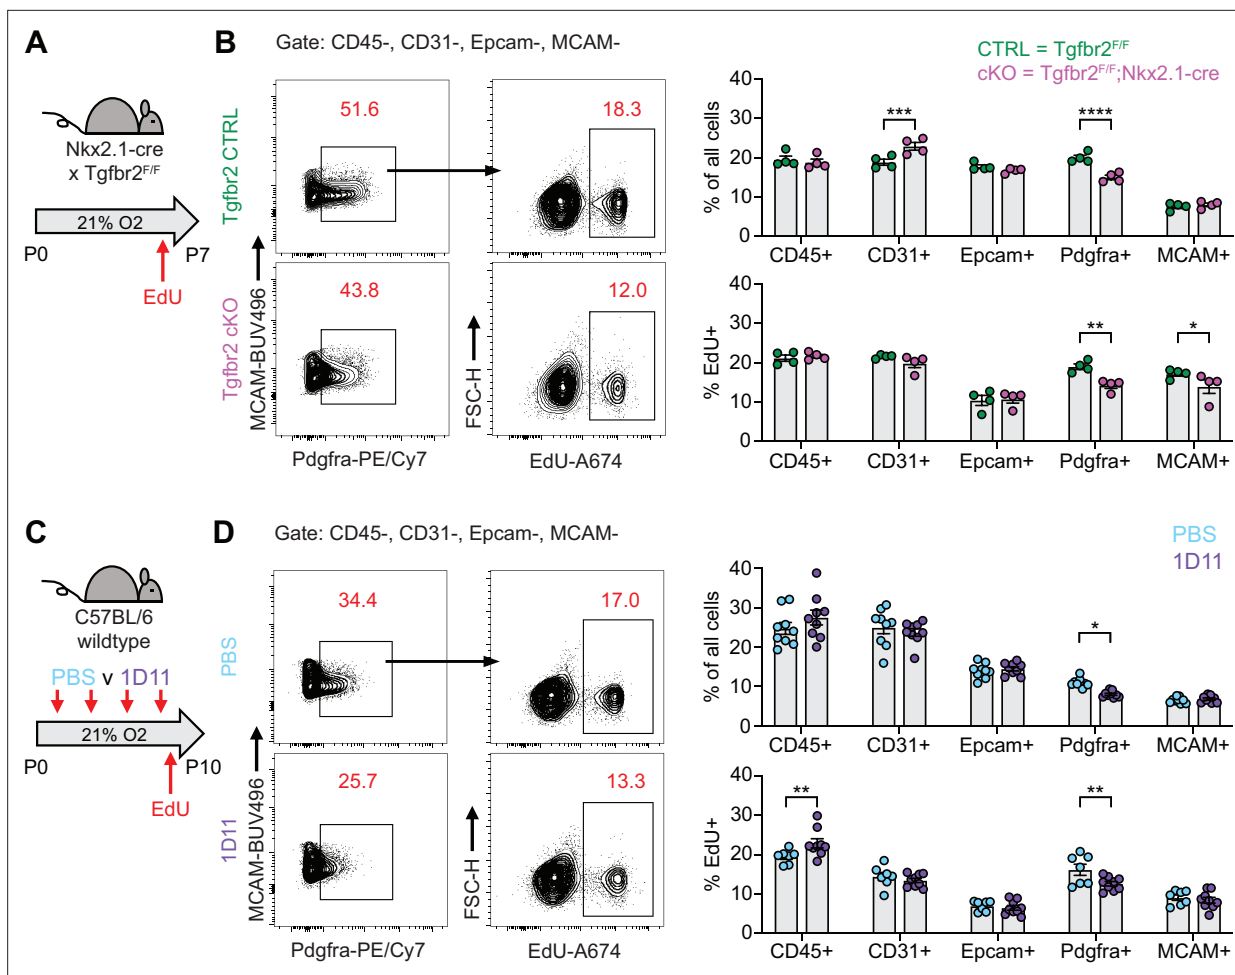 A
Nkx2.1-cre
x Tgfbr2F/F
21% O2
P0
P7
EdU
B
Gate: CD45-, CD31-, Epcam-, MCAM-
Tgfbr2 CTRL
51.6
18.3
Tgfbr2 cKO
MCAM-BUV496
43.8
FSC-H
12.0
Pdgfra-PE/Cy7
EdU-A674
CTRL = Tgfbr2F/F
cKO = Tgfbr2F/F;Nkx2.1-cre
% of all cells
40
30
20
10
0
***
****
CD45+
CD31+
Epcam+
Pdgfra+
MCAM+
% EdU+
40
30
20
10
0
**
*
CD45+
CD31+
Epcam+
Pdgfra+
MCAM+
C
C57BL/6
wildtype
PBS v 1D11
21% O2
P0
P10
EdU
D
Gate: CD45-, CD31-, Epcam-, MCAM-
PBS
34.4
17.0
1D11
MCAM-BUV496
25.7
FSC-H
13.3
Pdgfra-PE/Cy7
EdU-A674
PBS
1D11
% of all cells
40
30
20
10
0
*
CD45+
CD31+
Epcam+
Pdgfra+
MCAM+
% EdU+
40
30
20
10
0
**
**
CD45+
CD31+
Epcam+
Pdgfra+
MCAM+